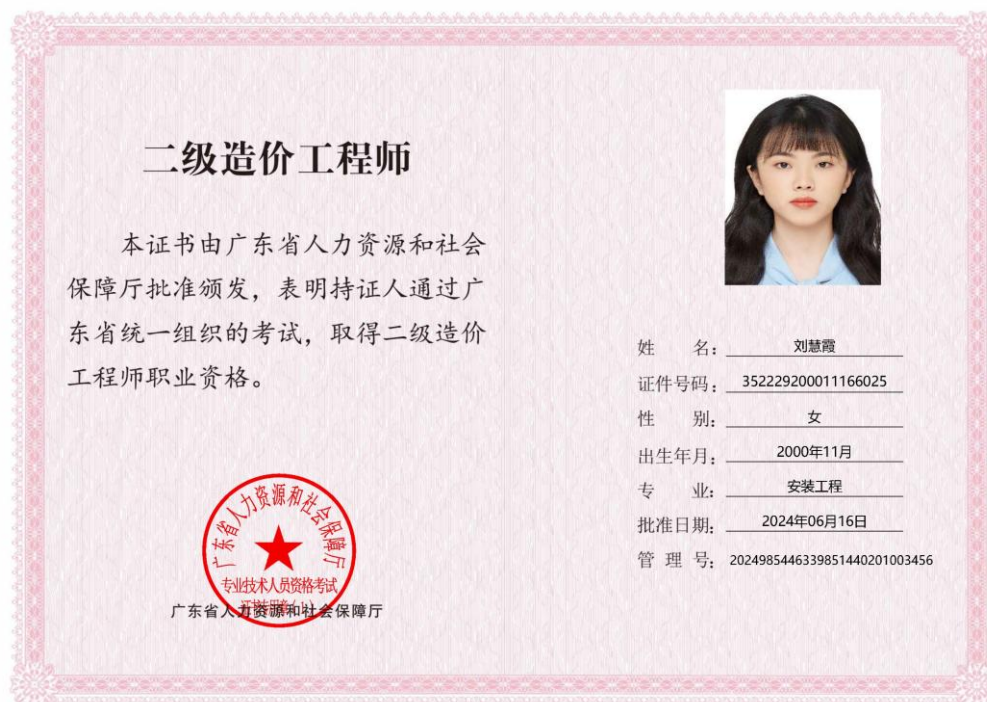 二级造价工程师
本证书由广东省人力资源和社会
保障厅批准颁发，表明持证人通过广
东省统一组织的考试，取得二级造价
工程师职业资格。
广东省人力资源和社会保障厅
专业技术人员资格考试
广东省人力资源和社会保障厅
姓 名：刘慧霞
证件号码：352229200011166025
性 别：女
出生年月：2000年11月
专 业：安装工程
批准日期：2024年06月16日
管 理 号：20249854463398514402010​03456